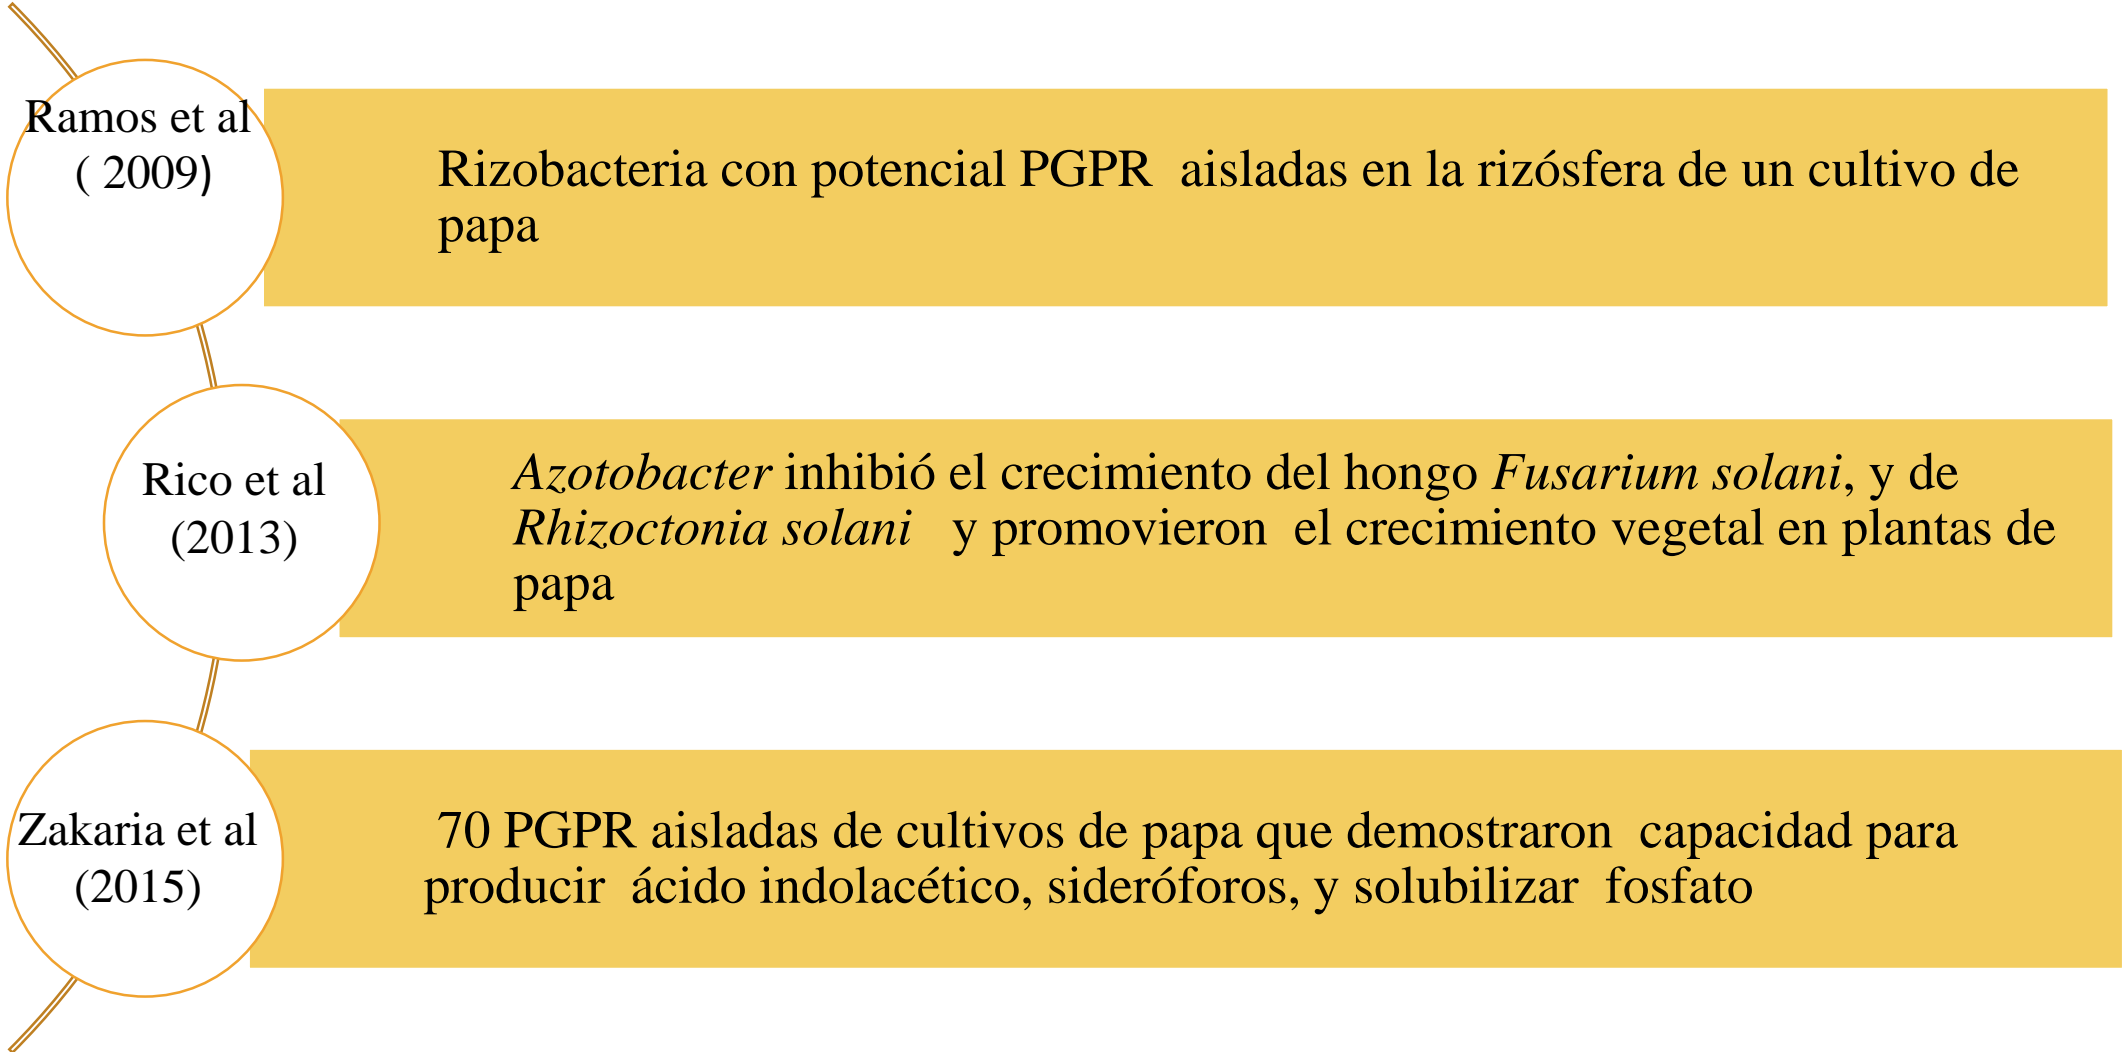 Ramos et al
( 2009)
Rizobacteria con potencial PGPR  aisladas en la rizósfera de un cultivo de
papa
Rico et al
(2013)
Azotobacter inhibió el crecimiento del hongo Fusarium solani, y de
Rhizoctonia solani   y promovieron  el crecimiento vegetal en plantas de
papa
Zakaria et al
(2015)
70 PGPR aisladas de cultivos de papa que demostraron  capacidad para
producir  ácido indolacético, sideróforos, y solubilizar  fosfato